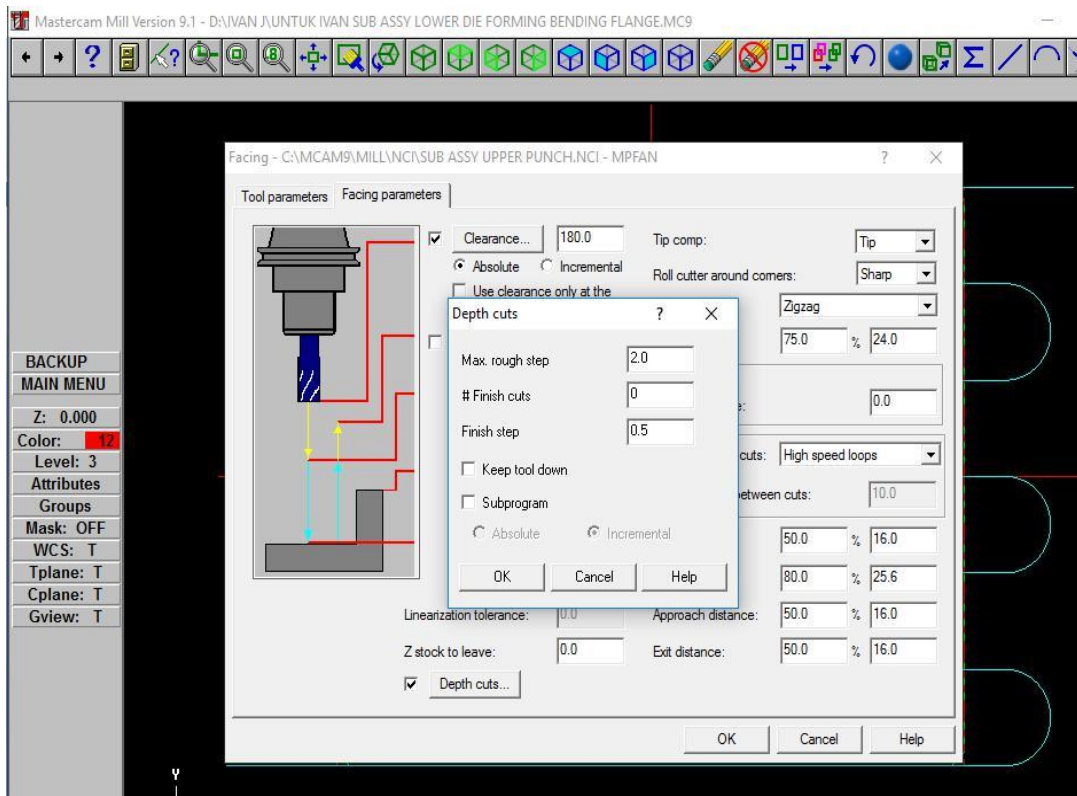 Mastercam Mill Version 9.1 - D:\IVAN J\UNTUK IVAN SUB ASSY LOWER DIE FORMING BENDING FLANGE.MC9
BACKUP
MAIN MENU
Z: 0.000
Color: 12
Level: 3
Attributes
Groups
Mask: OFF
WCS: T
Tplane: T
Cplane: T
Gview: T
Facing - C:\MCAM9\MILL\NCI\SUB ASSY UPPER PUNCH.NCI - MPFAN
? X
Tool parameters Facing parameters
Clearance... 180.0
Absolute Incremental
Use clearance only at the
Tip comp: Tip
Roll cutter around corners: Sharp
Zigzag
75.0 % 24.0
0.0
cuts: High speed loops
etween cuts: 10.0
50.0 % 16.0
80.0 % 25.6
Linearization tolerance: 0.0
Approach distance: 50.0 % 16.0
Z stock to leave: 0.0
Exit distance: 50.0 % 16.0
Depth cuts...
OK Cancel Help
Depth cuts ? X
Max. rough step 2.0
# Finish cuts 0
Finish step 0.5
Keep tool down
Subprogram
Absolute Incremental
OK Cancel Help
Y